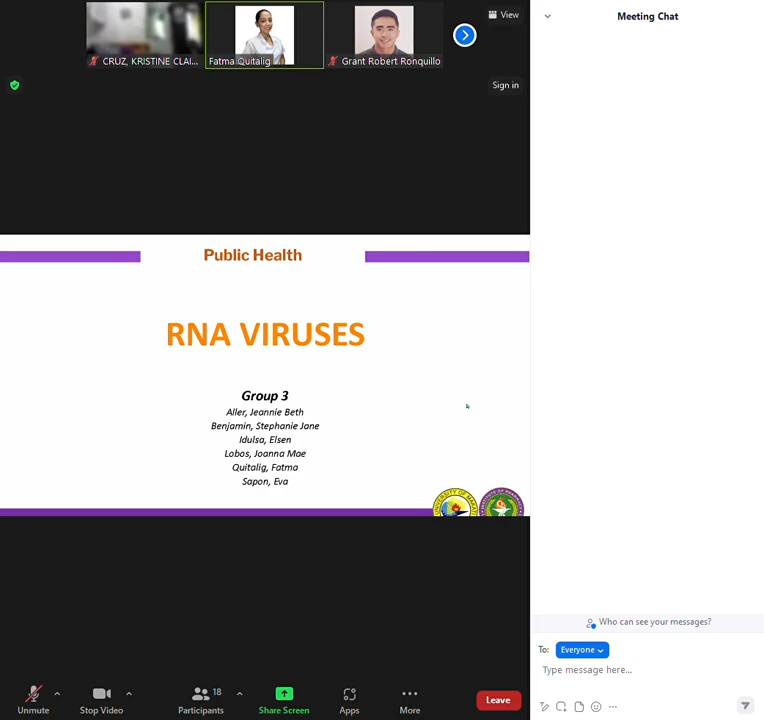 CRUZ, KRISTINE CLAI...
Fatma Quitalig
Grant Robert Ronquillo
View
Sign in
Meeting Chat
Public Health
RNA VIRUSES
Group 3
Aller, Jeannie Beth
Benjamin, Stephanie Jane
Idulsa, Elsen
Lobos, Joanna Mae
Quitalig, Fatma
Sapon, Eva
Who can see your messages?
To: Everyone
Type message here...
Unmute
Stop Video
18
Participants
Share Screen
Apps
More
Leave